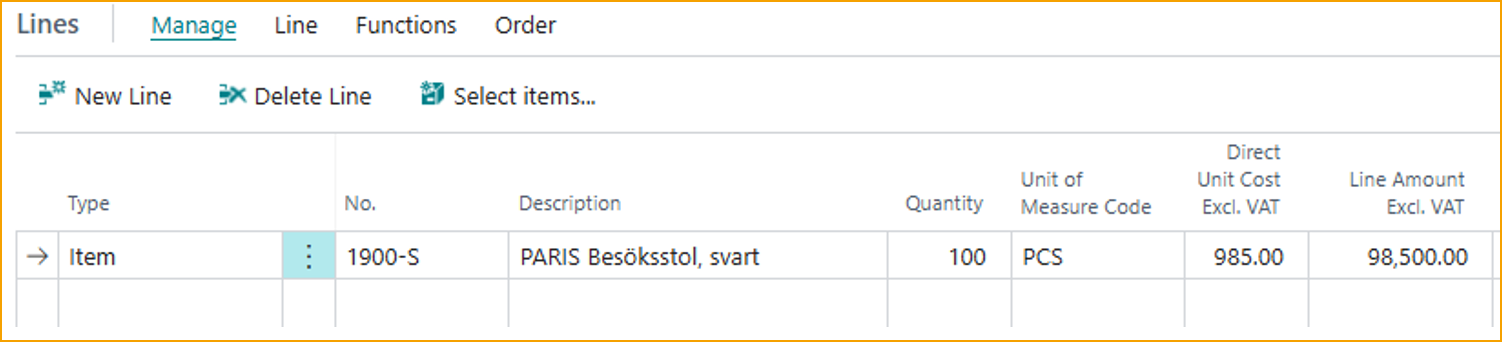 Lines Manage Line Functions Order
New Line Delete Line Select items...
Type No. Description Quantity Unit of Measure Code Direct Unit Cost Excl. VAT Line Amount Excl. VAT
Item 1900-S PARIS Besöksstol, svart 100 PCS 985.00 98,500.00